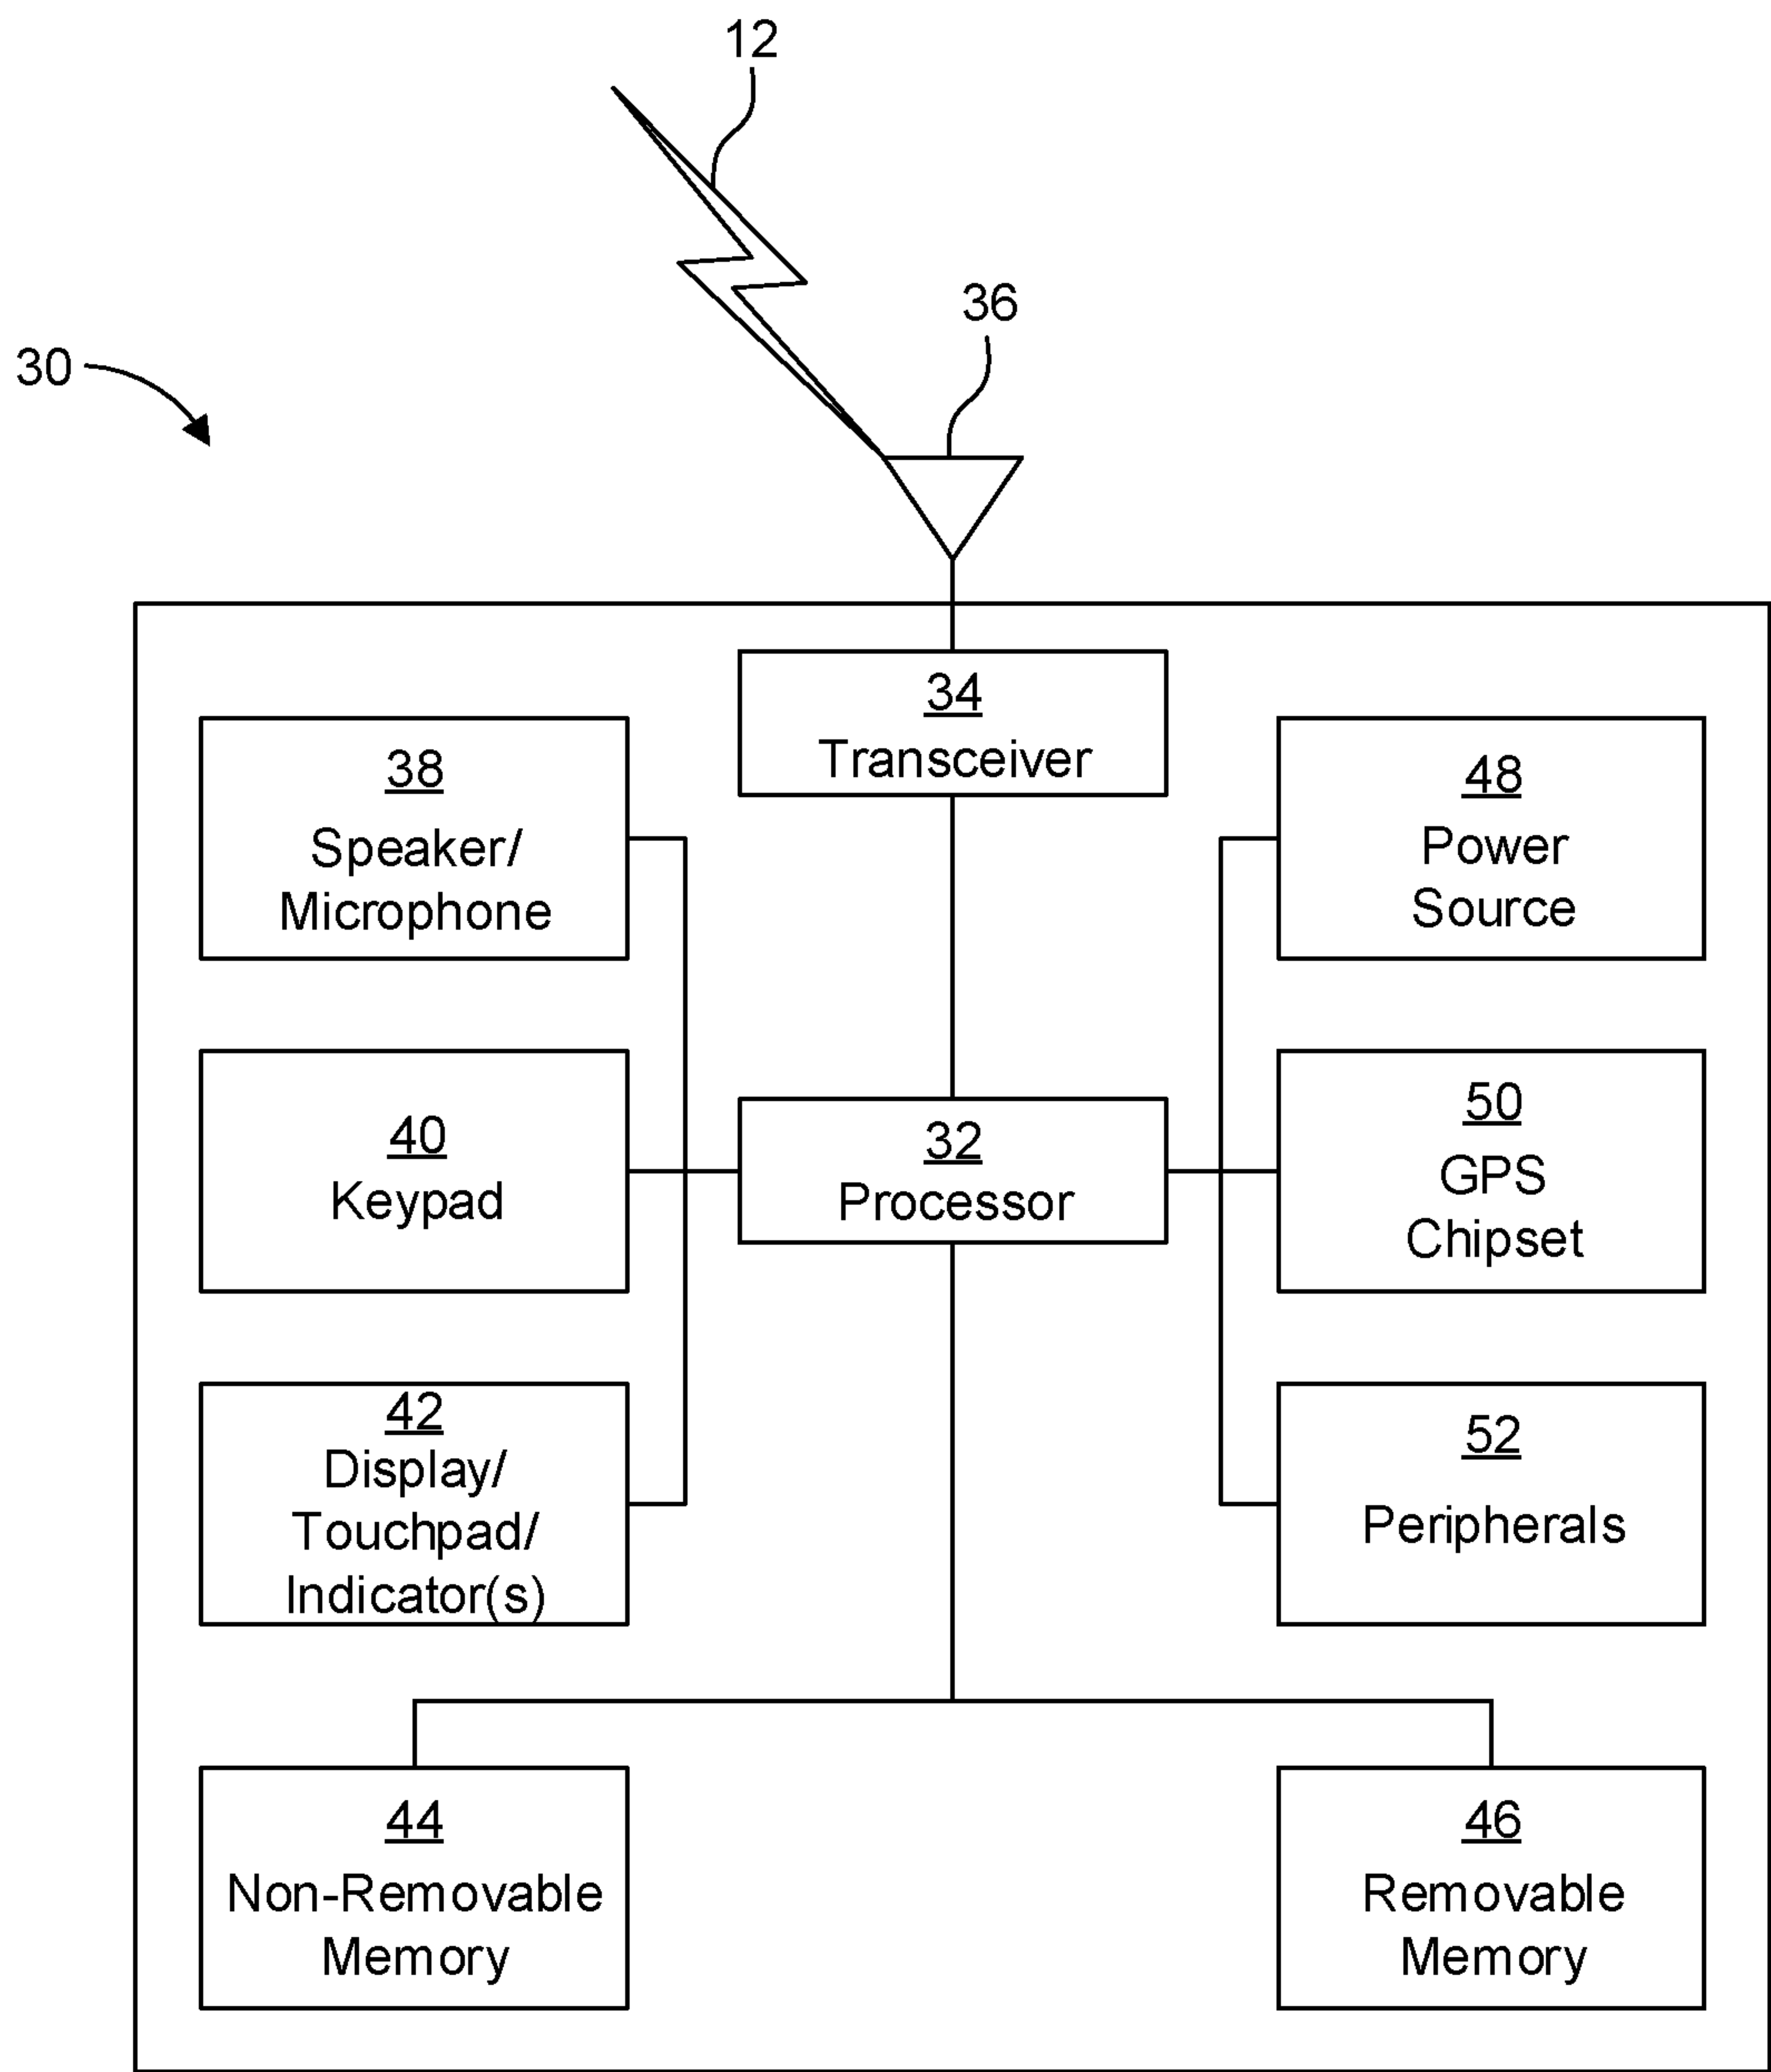 12
36
30
34
Transceiver
38
Speaker/
Microphone
48
Power
Source
40
Keypad
32
Processor
50
GPS
Chipset
42
Display/
Touchpad/
Indicator(s)
52
Peripherals
44
Non-Removable
Memory
46
Removable
Memory